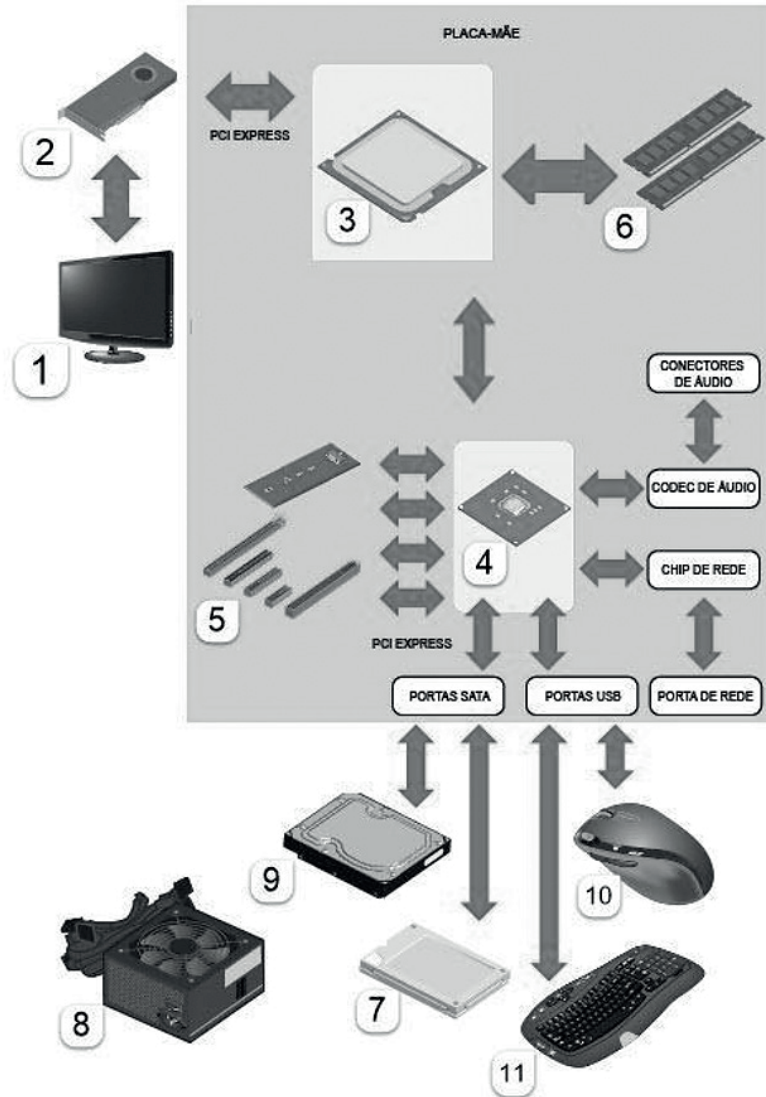 PLACA-MÃE
PCI EXPRESS
2
3
6
1
CONECTORES
DE ÁUDIO
CODEC DE ÁUDIO
4
CHIP DE REDE
5
PCI EXPRESS
PORTAS SATA
PORTAS USB
PORTA DE REDE
9
10
8
7
11